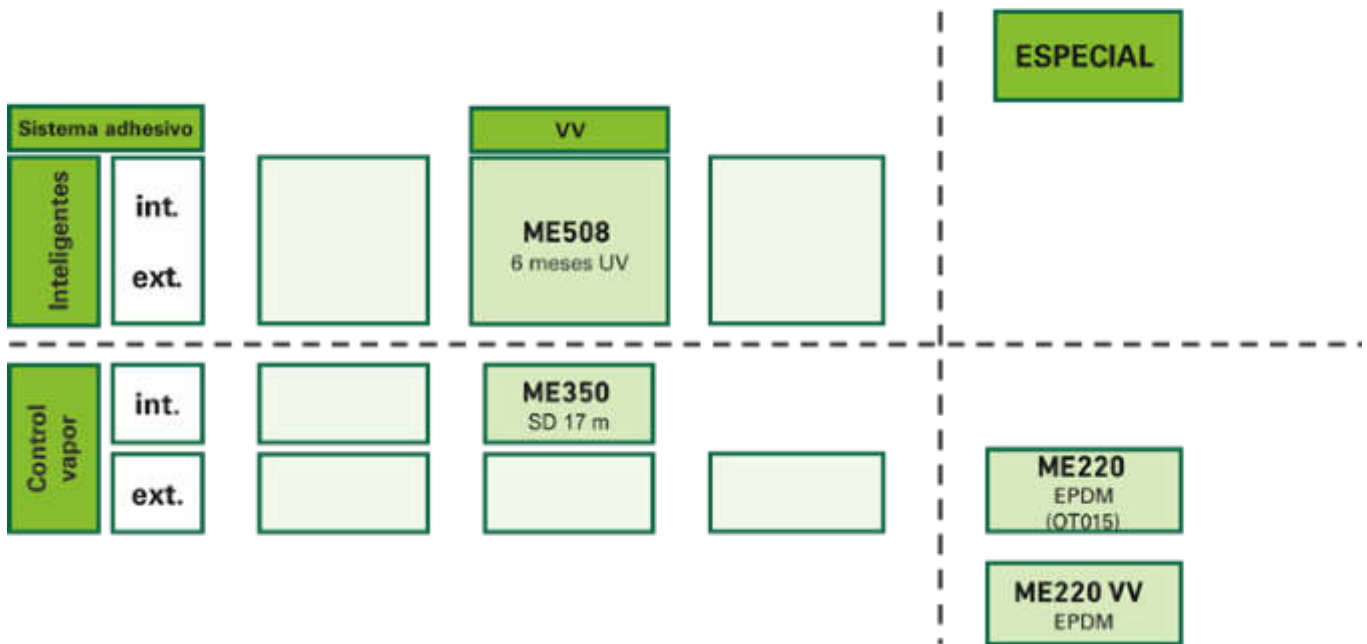 ESPECIAL
Sistema adhesivo
VV
Inteligentes
int.
ext.
ME508
6 meses UV
Control
vapor
int.
ext.
ME350
SD 17 m
ME220
EPDM
(OT015)
ME220 VV
EPDM